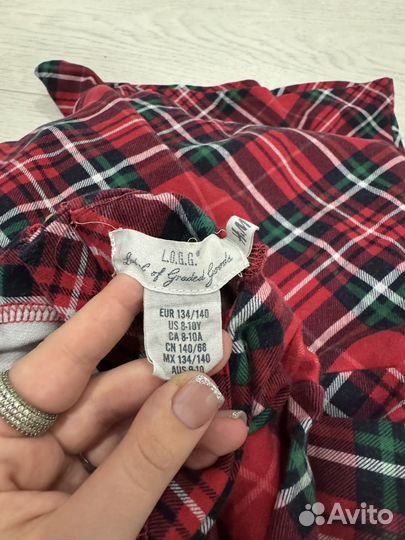 H&M
L.O.G.G.
Label of Graded Goods
EUR 134/140
US 8-10Y
CA 8-10A
CN 140/68
MX 134/140
AUS 8-10
Avito